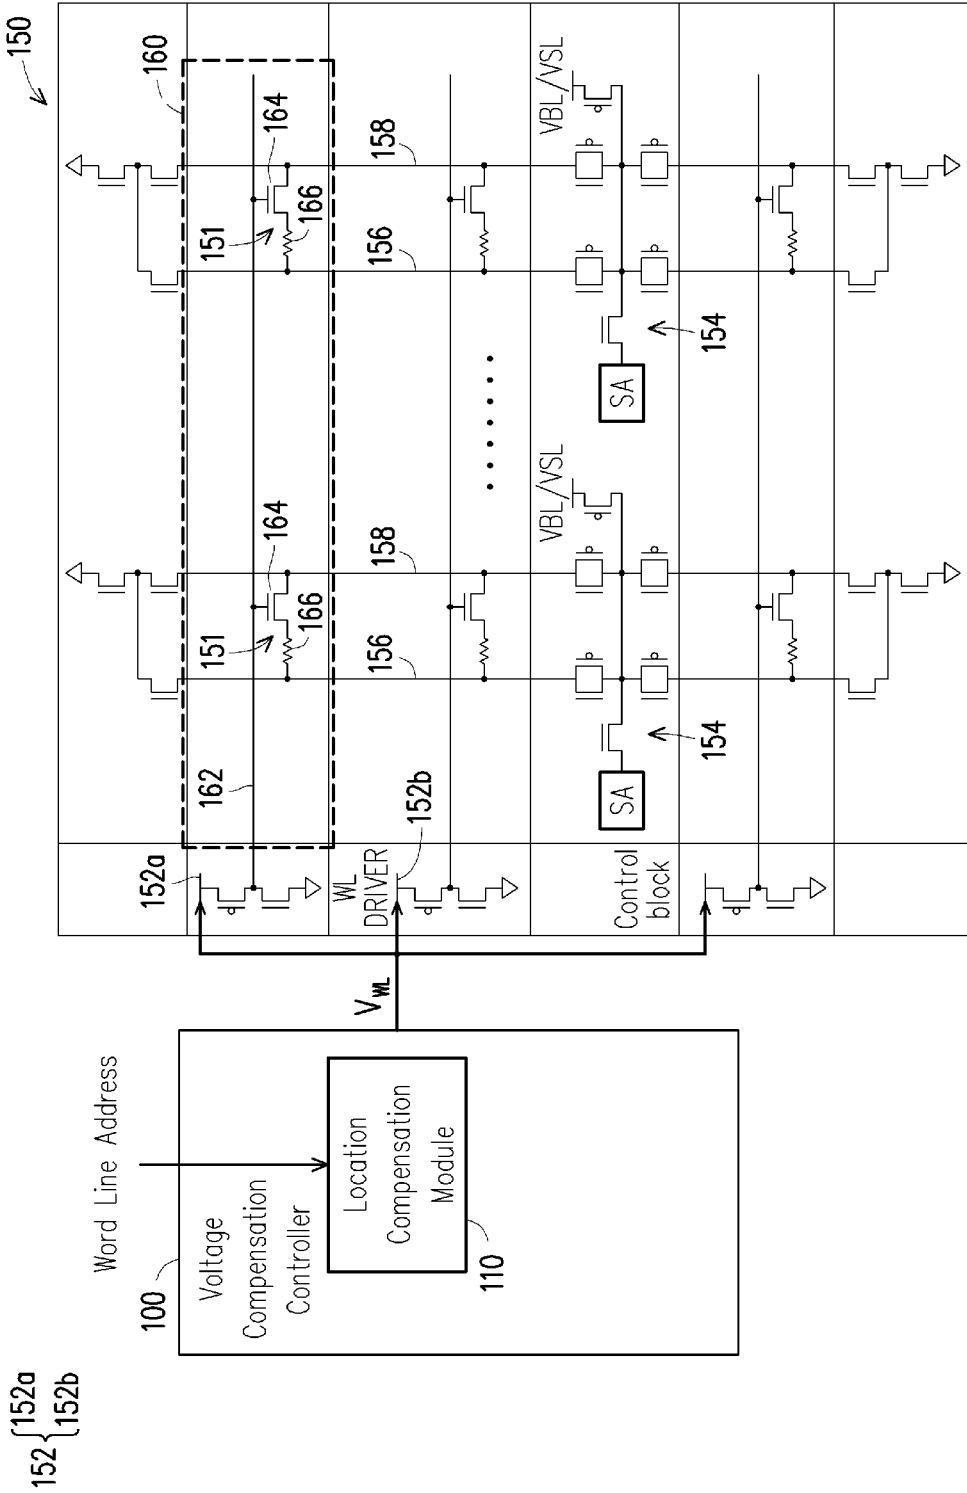 152 { 152a
152b
Word Line Address
100
Voltage
Compensation
Controller
Location
Compensation
Module
110
V_WL
150
152a
WL
DRIVER
152b
Control
block
160
162
151
164
166
151
164
166
156
158
156
158
VBL/VSL
VBL/VSL
SA
154
SA
154